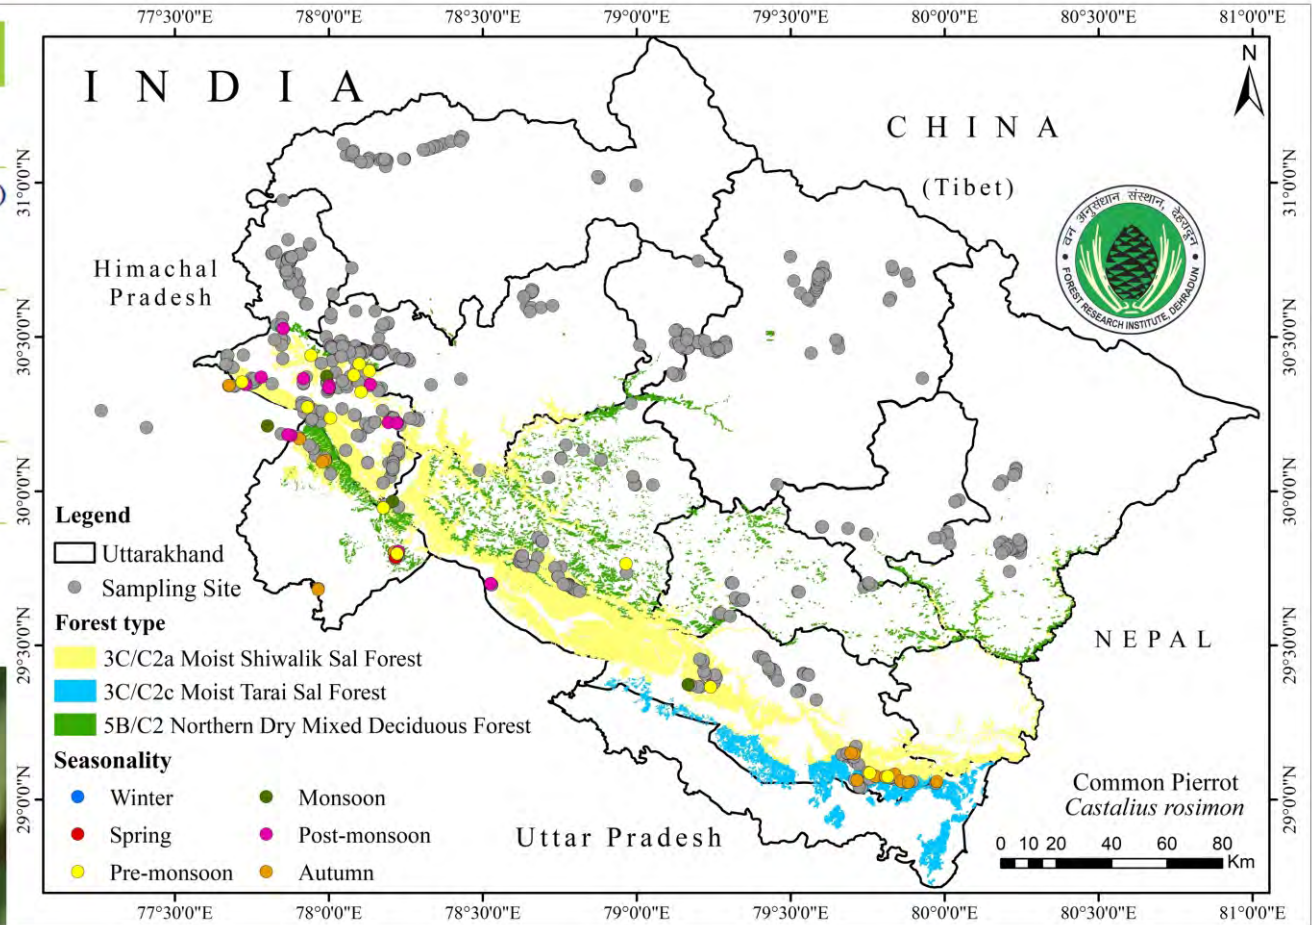 77°30'0"E 78°0'0"E 78°30'0"E 79°0'0"E 79°30'0"E 80°0'0"E 80°30'0"E 81°0'0"E
INDIA
N
CHINA
(Tibet)
31°0'0"N
31°0'0"N
वन अनुसंधान संस्थान, देहरादून
FOREST RESEARCH INSTITUTE, DEHRADUN
Himachal
Pradesh
30°30'0"N
30°30'0"N
30°0'0"N
30°0'0"N
Legend
Uttarakhand
Sampling Site
Forest type
3C/C2a Moist Shiwalik Sal Forest
3C/C2c Moist Tarai Sal Forest
5B/C2 Northern Dry Mixed Deciduous Forest
Seasonality
Winter
Monsoon
Spring
Post-monsoon
Pre-monsoon
Autumn
29°30'0"N
29°30'0"N
NEPAL
29°0'0"N
29°0'0"N
Uttar Pradesh
Common Pierrot
Castalius rosimon
0 10 20 40 60 80
Km
77°30'0"E 78°0'0"E 78°30'0"E 79°0'0"E 79°30'0"E 80°0'0"E 80°30'0"E 81°0'0"E